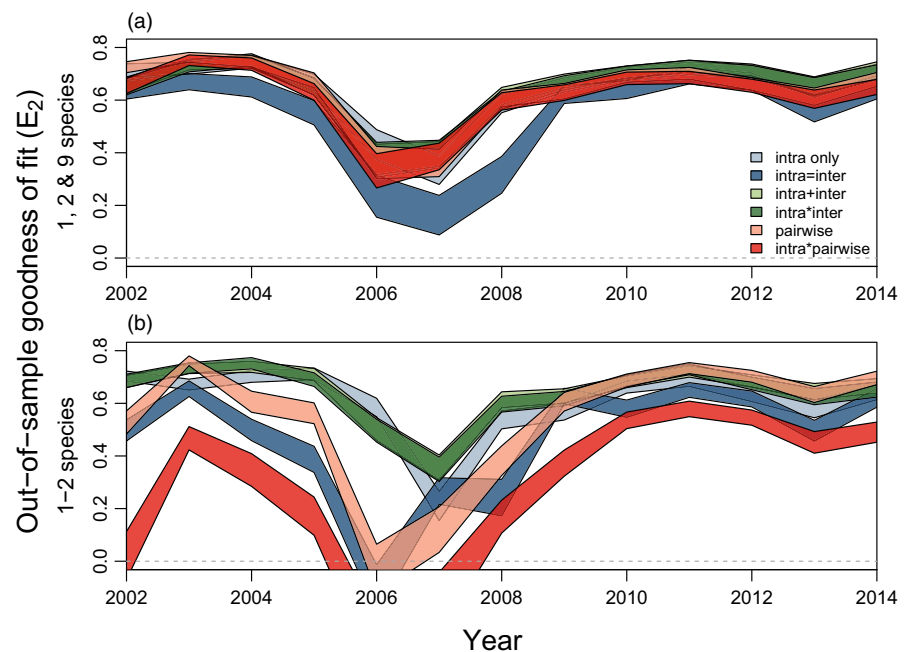 (a)
Out-of-sample goodness of fit (E2)
1, 2 & 9 species
0.8
0.6
0.4
0.2
0.0
intra only
intra=inter
intra+inter
intra*inter
pairwise
intra*pairwise
2002 2004 2006 2008 2010 2012 2014
(b)
1-2 species
0.8
0.6
0.4
0.2
0.0
2002 2004 2006 2008 2010 2012 2014
Year